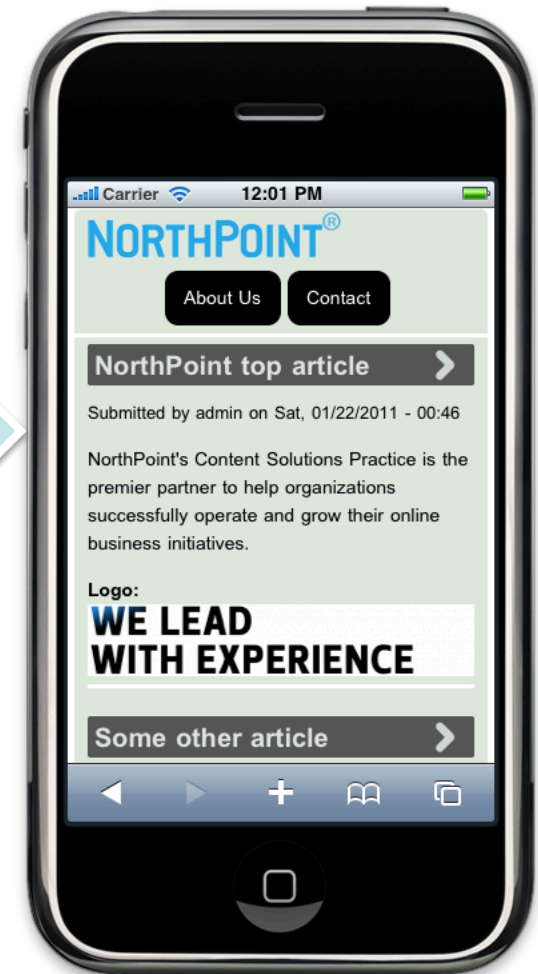 Carrier 12:01 PM
NORTHPOINT®
About Us Contact
NorthPoint top article
Submitted by admin on Sat, 01/22/2011 - 00:46
NorthPoint's Content Solutions Practice is the
premier partner to help organizations
successfully operate and grow their online
business initiatives.
Logo:
WE LEAD
WITH EXPERIENCE
Some other article